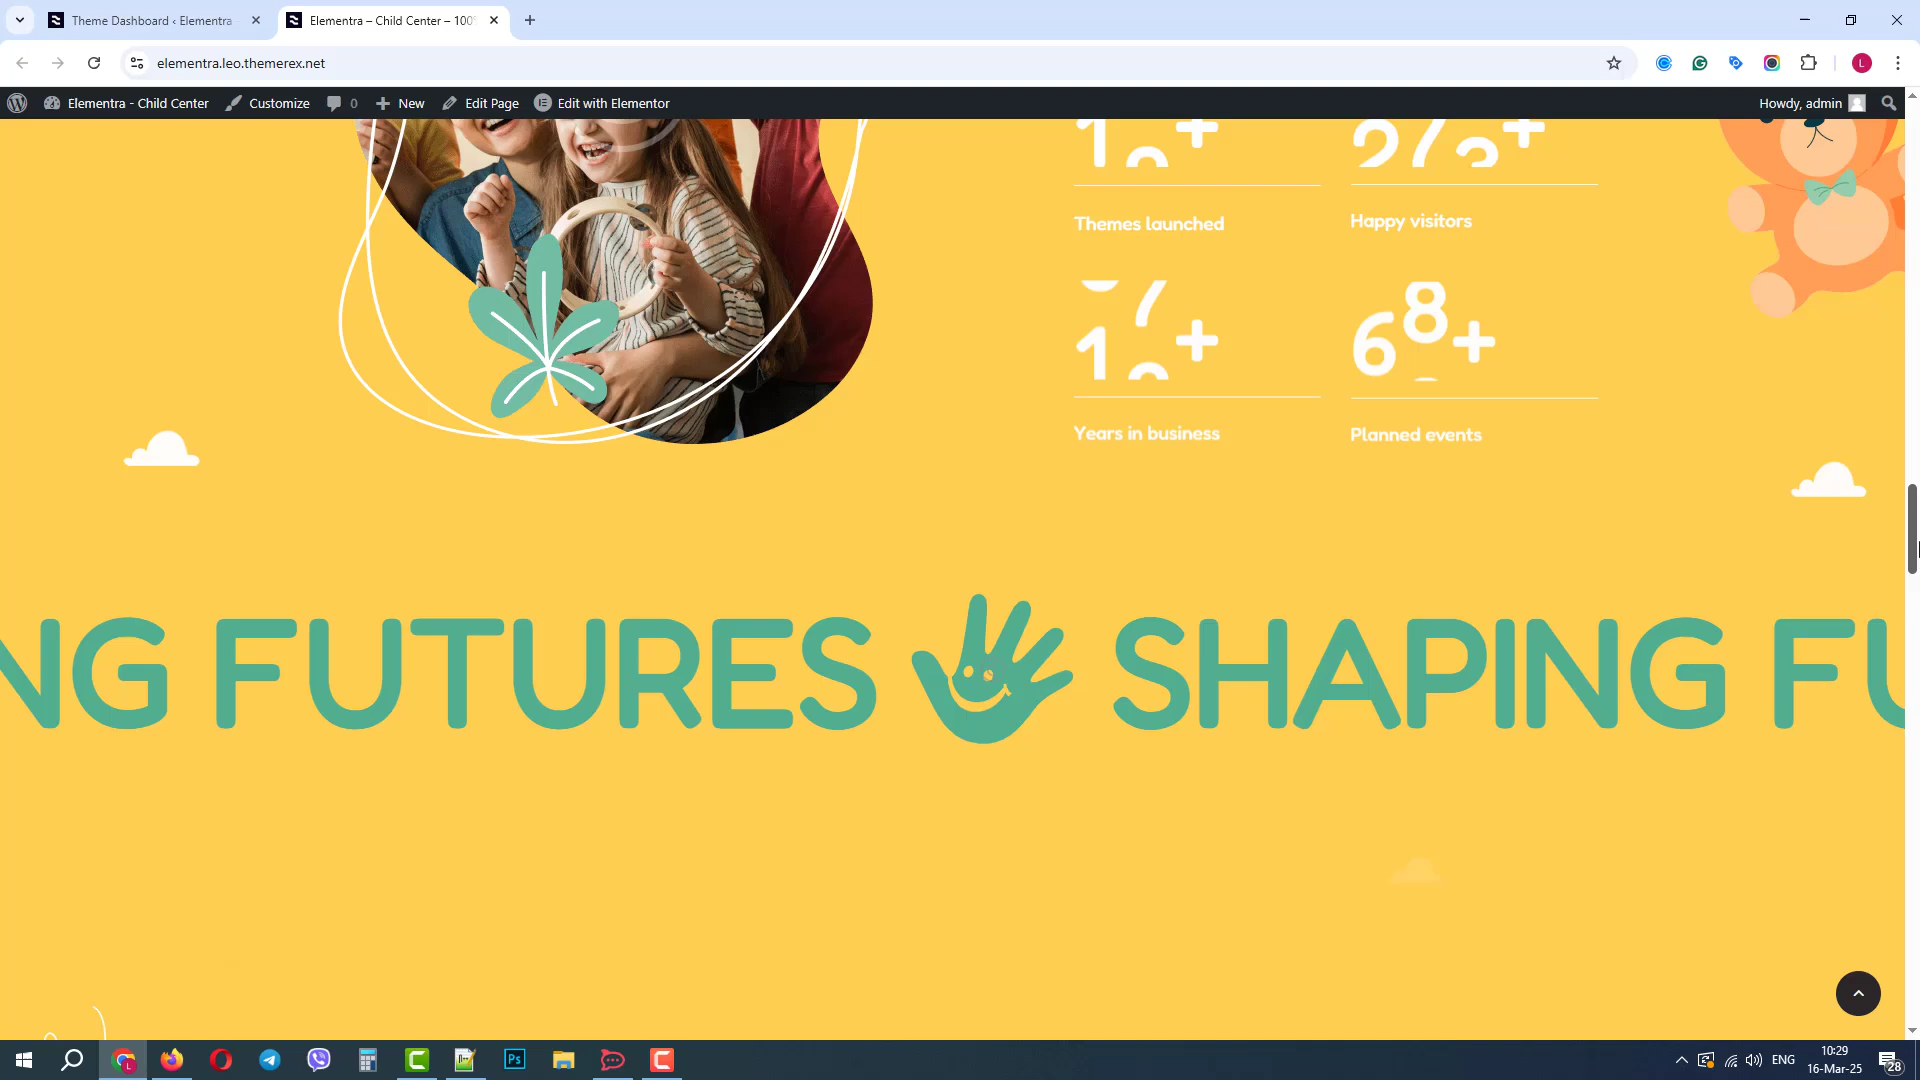 Theme Dashboard ‹ Elementra
Elementra – Child Center – 100%
elementra.leo.themerex.net
L
Elementra - Child Center
Customize
0
New
Edit Page
Edit with Elementor
Howdy, admin
Themes launched
Happy visitors
Years in business
Planned events
NG FUTURES SHAPING FU
Ps
ENG
10:29
16-Mar-25
28